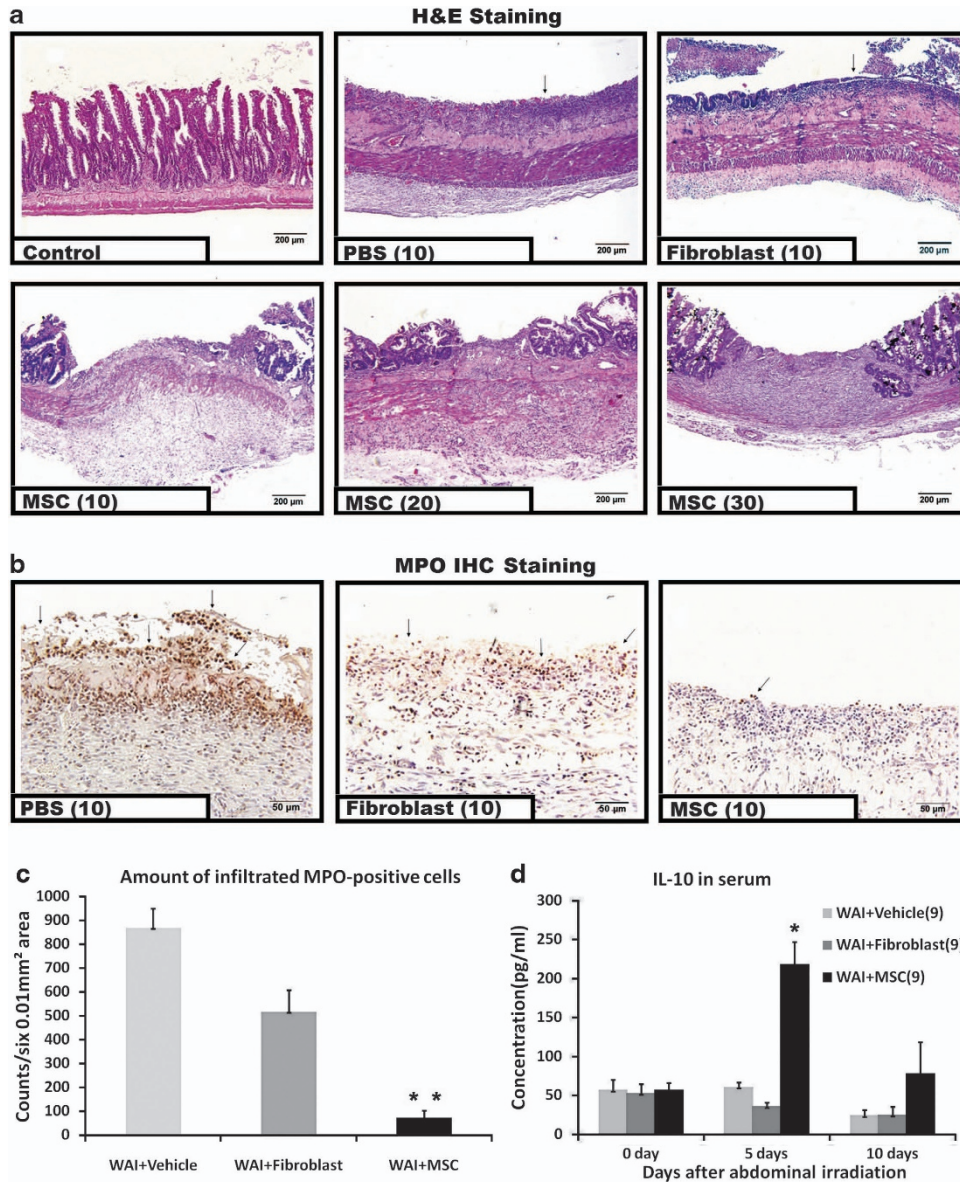 a
H&E Staining
200 µm
Control
200 µm
PBS (10)
200 µm
Fibroblast (10)
200 µm
MSC (10)
200 µm
MSC (20)
200 µm
MSC (30)
b
MPO IHC Staining
50 µm
PBS (10)
50 µm
Fibroblast (10)
50 µm
MSC (10)
c
Amount of infiltrated MPO-positive cells
Counts/six 0.01mm² area
1000
900
800
700
600
500
400
300
200
100
0
* *
WAI+Vehicle WAI+Fibroblast WAI+MSC
d
IL-10 in serum
Concentration(pg/ml)
300
250
200
150
100
50
0
*
WAI+Vehicle(9)
WAI+Fibroblast(9)
WAI+MSC(9)
0 day 5 days 10 days
Days after abdominal irradiation